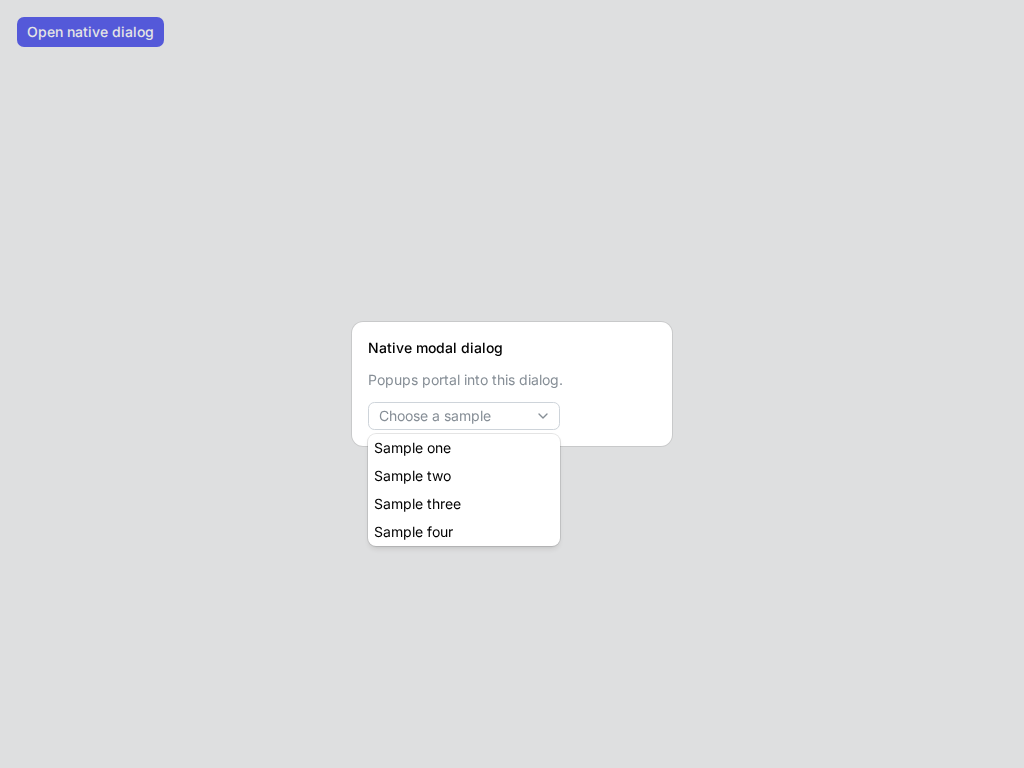 Open native dialog
Native modal dialog
Popups portal into this dialog.
Choose a sample
Sample one
Sample two
Sample three
Sample four